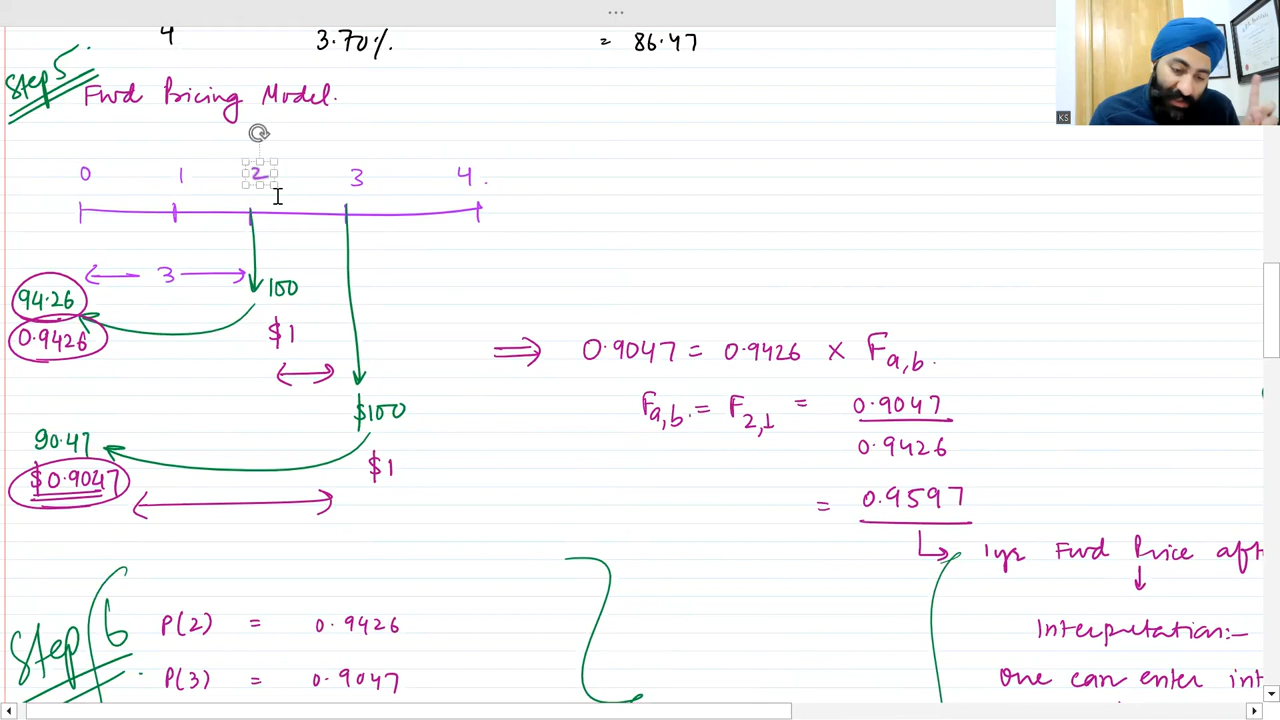 4 3.70% = 86.47
Step 5.
Fwd Pricing Model.
0 1 2 3 4.
3
94.26
100
0.9426
$1
⇒ 0.9047 = 0.9426 × Fa,b.
Fa,b. = F2,1 = 0.9047
0.9426
= 0.9597
$100
90.47
$0.9047
$1
1yr Fwd Price aft
Interpretation:-
One can enter int
Step 6
P(2) = 0.9426
P(3) = 0.9047
KS